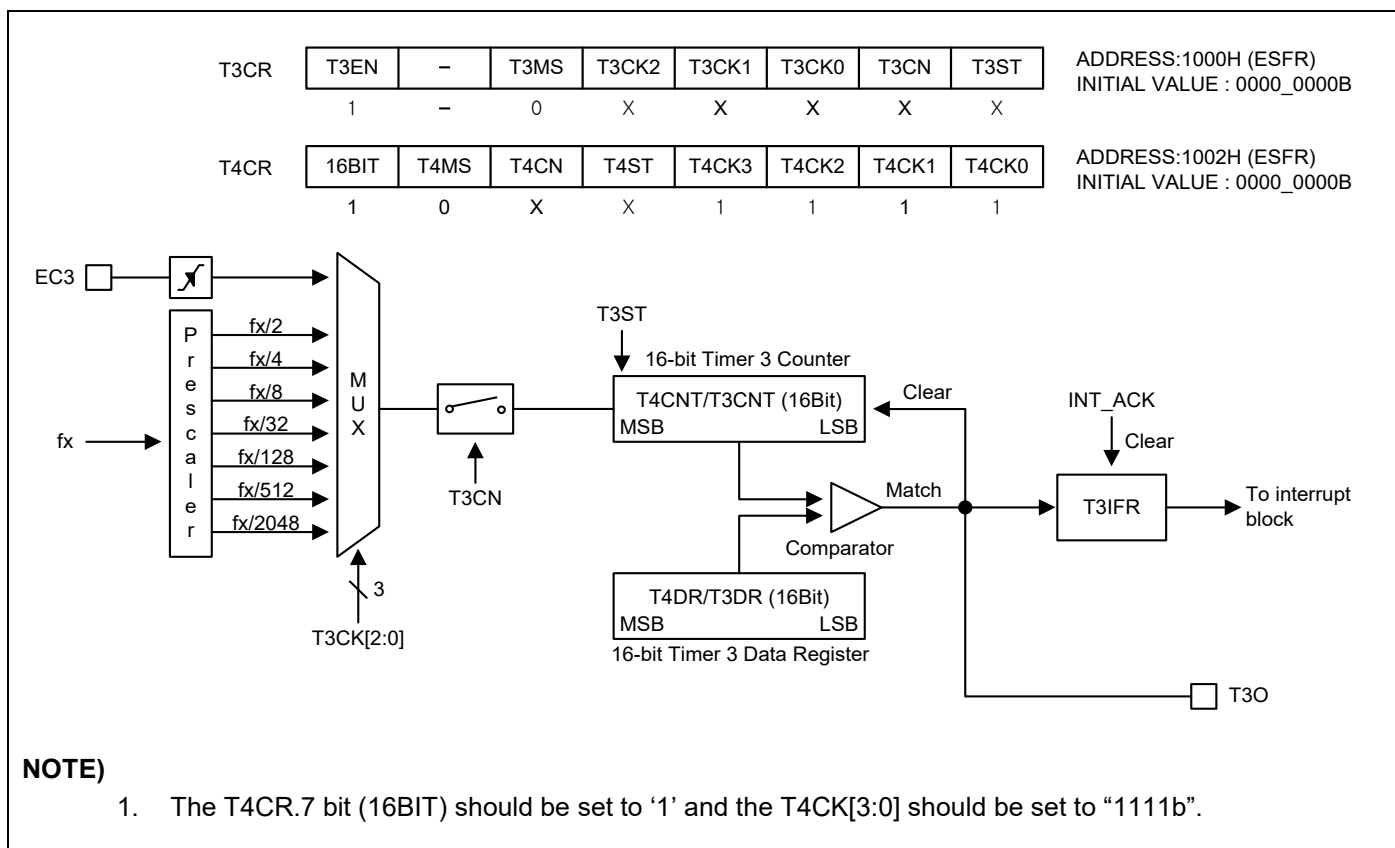 T3CR T3EN – T3MS T3CK2 T3CK1 T3CK0 T3CN T3ST
ADDRESS:1000H (ESFR)
INITIAL VALUE : 0000_0000B
1 – 0 X X X X X
T4CR 16BIT T4MS T4CN T4ST T4CK3 T4CK2 T4CK1 T4CK0
ADDRESS:1002H (ESFR)
INITIAL VALUE : 0000_0000B
1 0 X X 1 1 1 1
EC3
fx
Prescaler
fx/2
fx/4
fx/8
fx/32
fx/128
fx/512
fx/2048
MUX
3
T3CK[2:0]
T3CN
T3ST
16-bit Timer 3 Counter
T4CNT/T3CNT (16Bit)
MSB LSB
Clear
Match
Comparator
T4DR/T3DR (16Bit)
MSB LSB
16-bit Timer 3 Data Register
INT_ACK
Clear
T3IFR
To interrupt
block
T3O
NOTE)
1. The T4CR.7 bit (16BIT) should be set to ‘1’ and the T4CK[3:0] should be set to “1111b”.